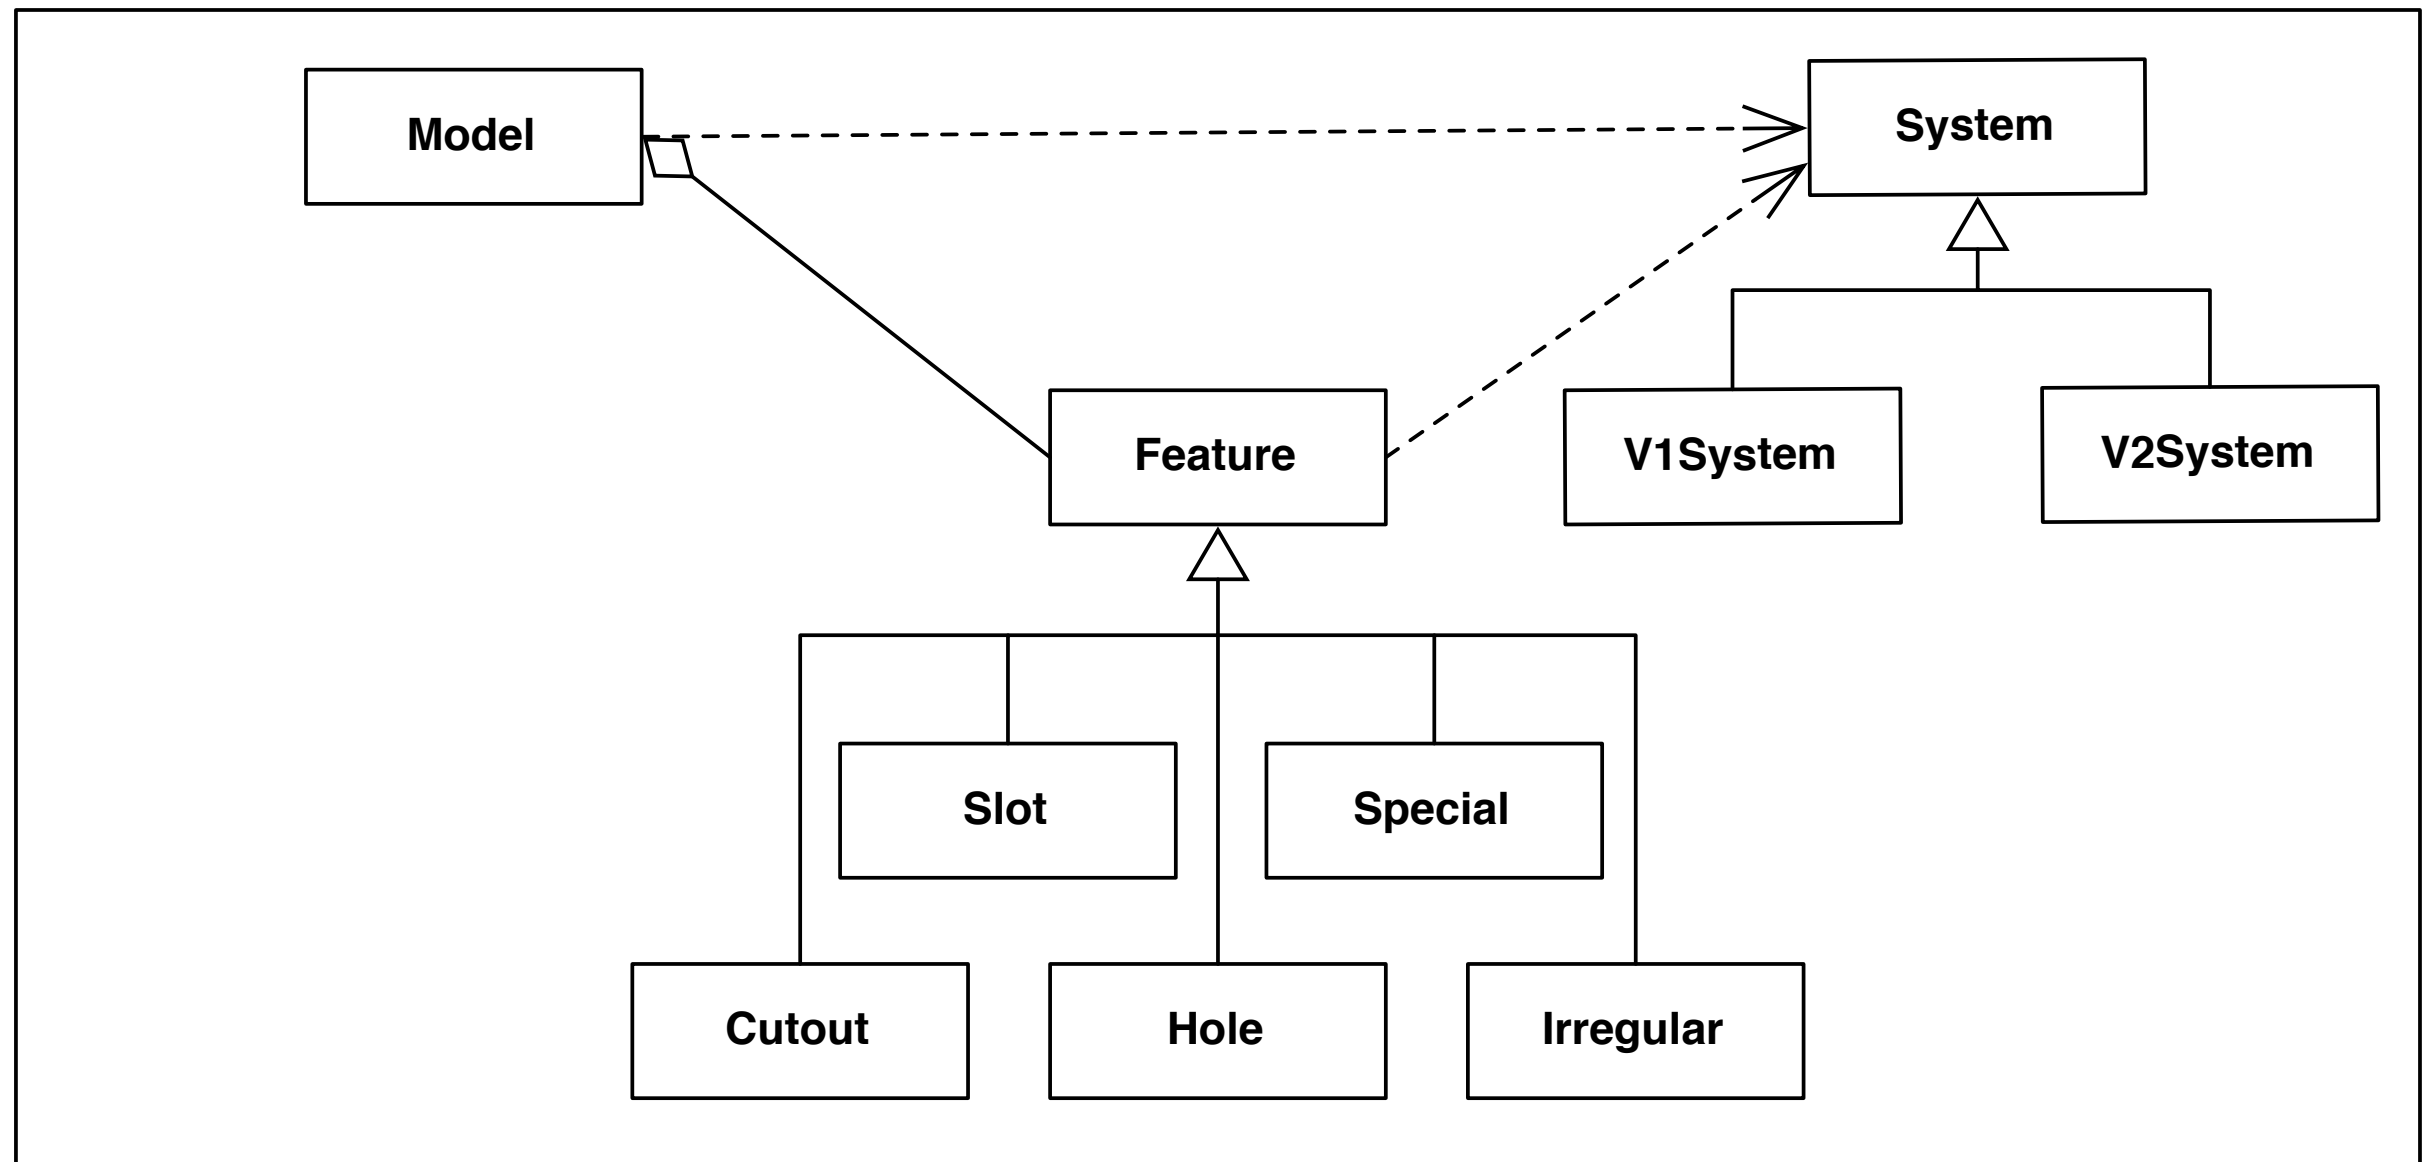 Model
System
Feature
V1System
V2System
Slot
Special
Cutout
Hole
Irregular